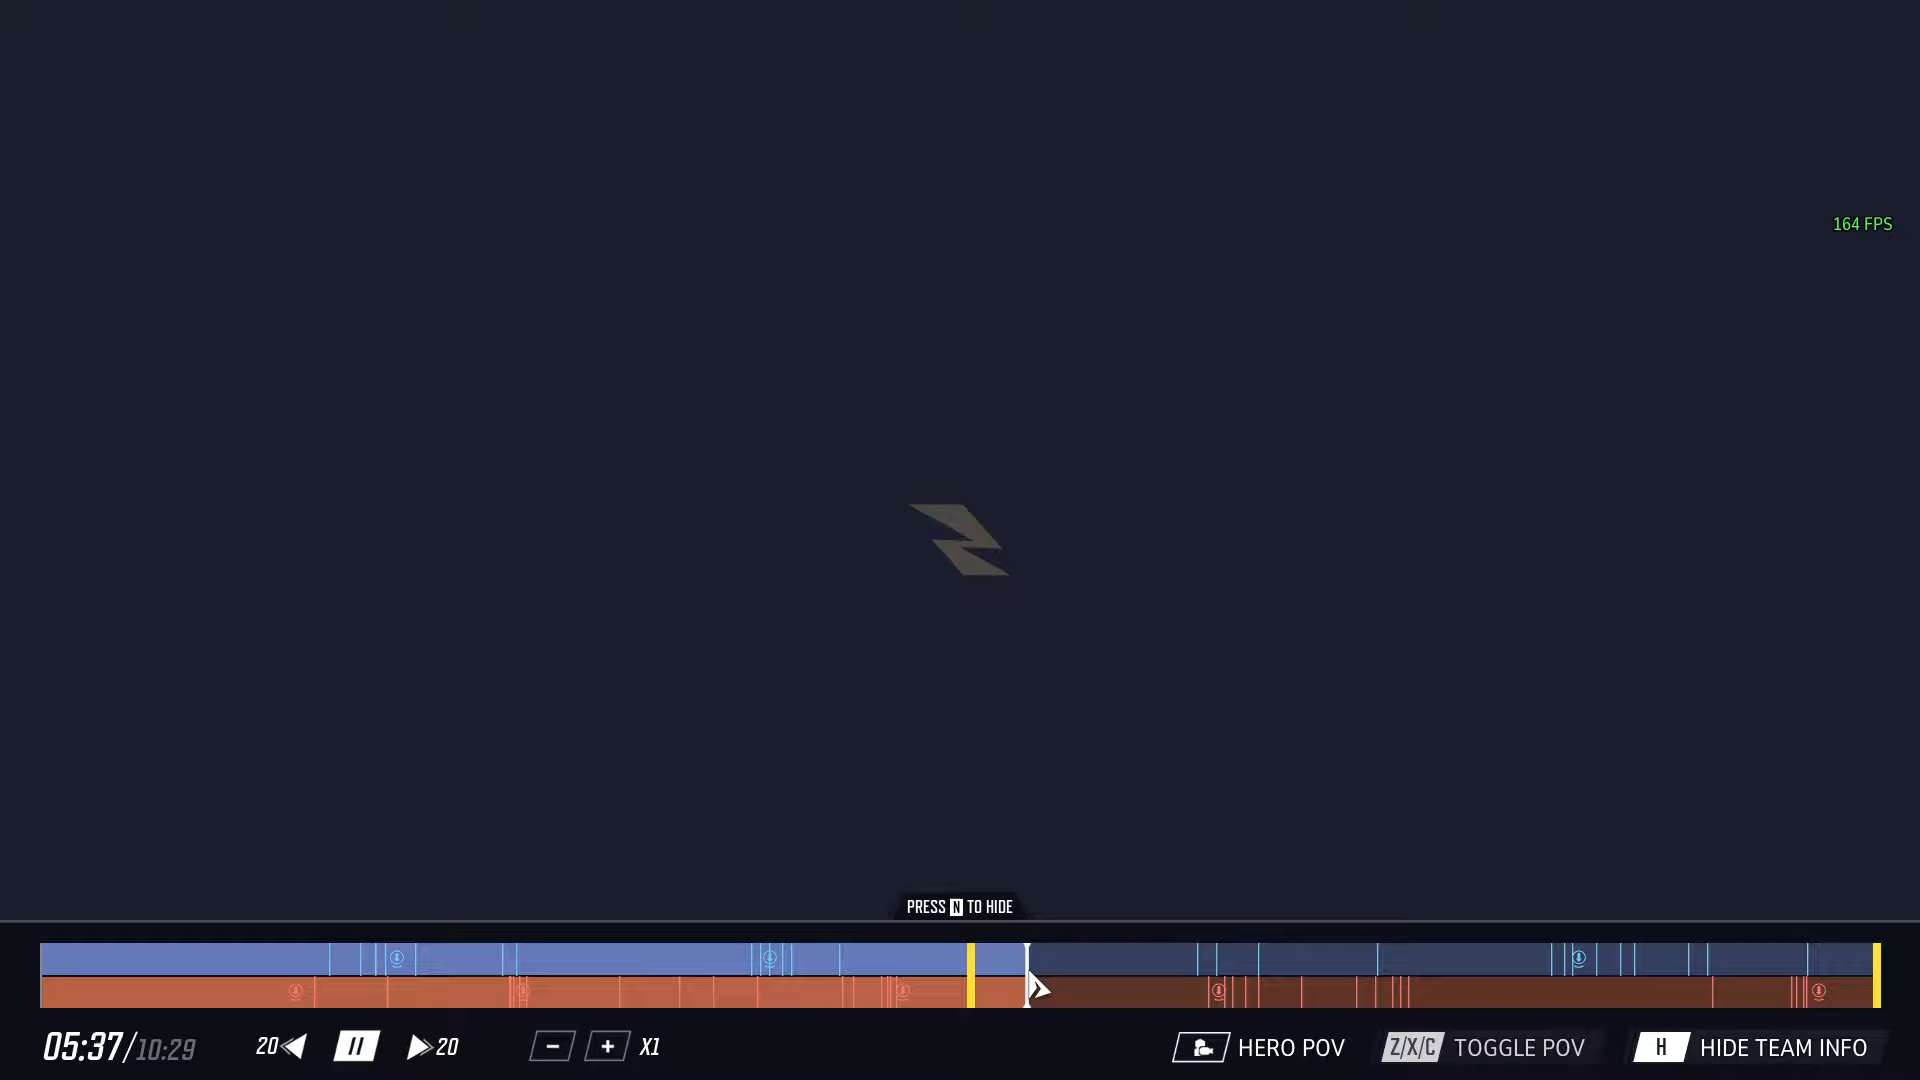 164 FPS
PRESS N TO HIDE
05:37/10:29
20
20
X1
HERO POV
Z/X/C TOGGLE POV
H HIDE TEAM INFO